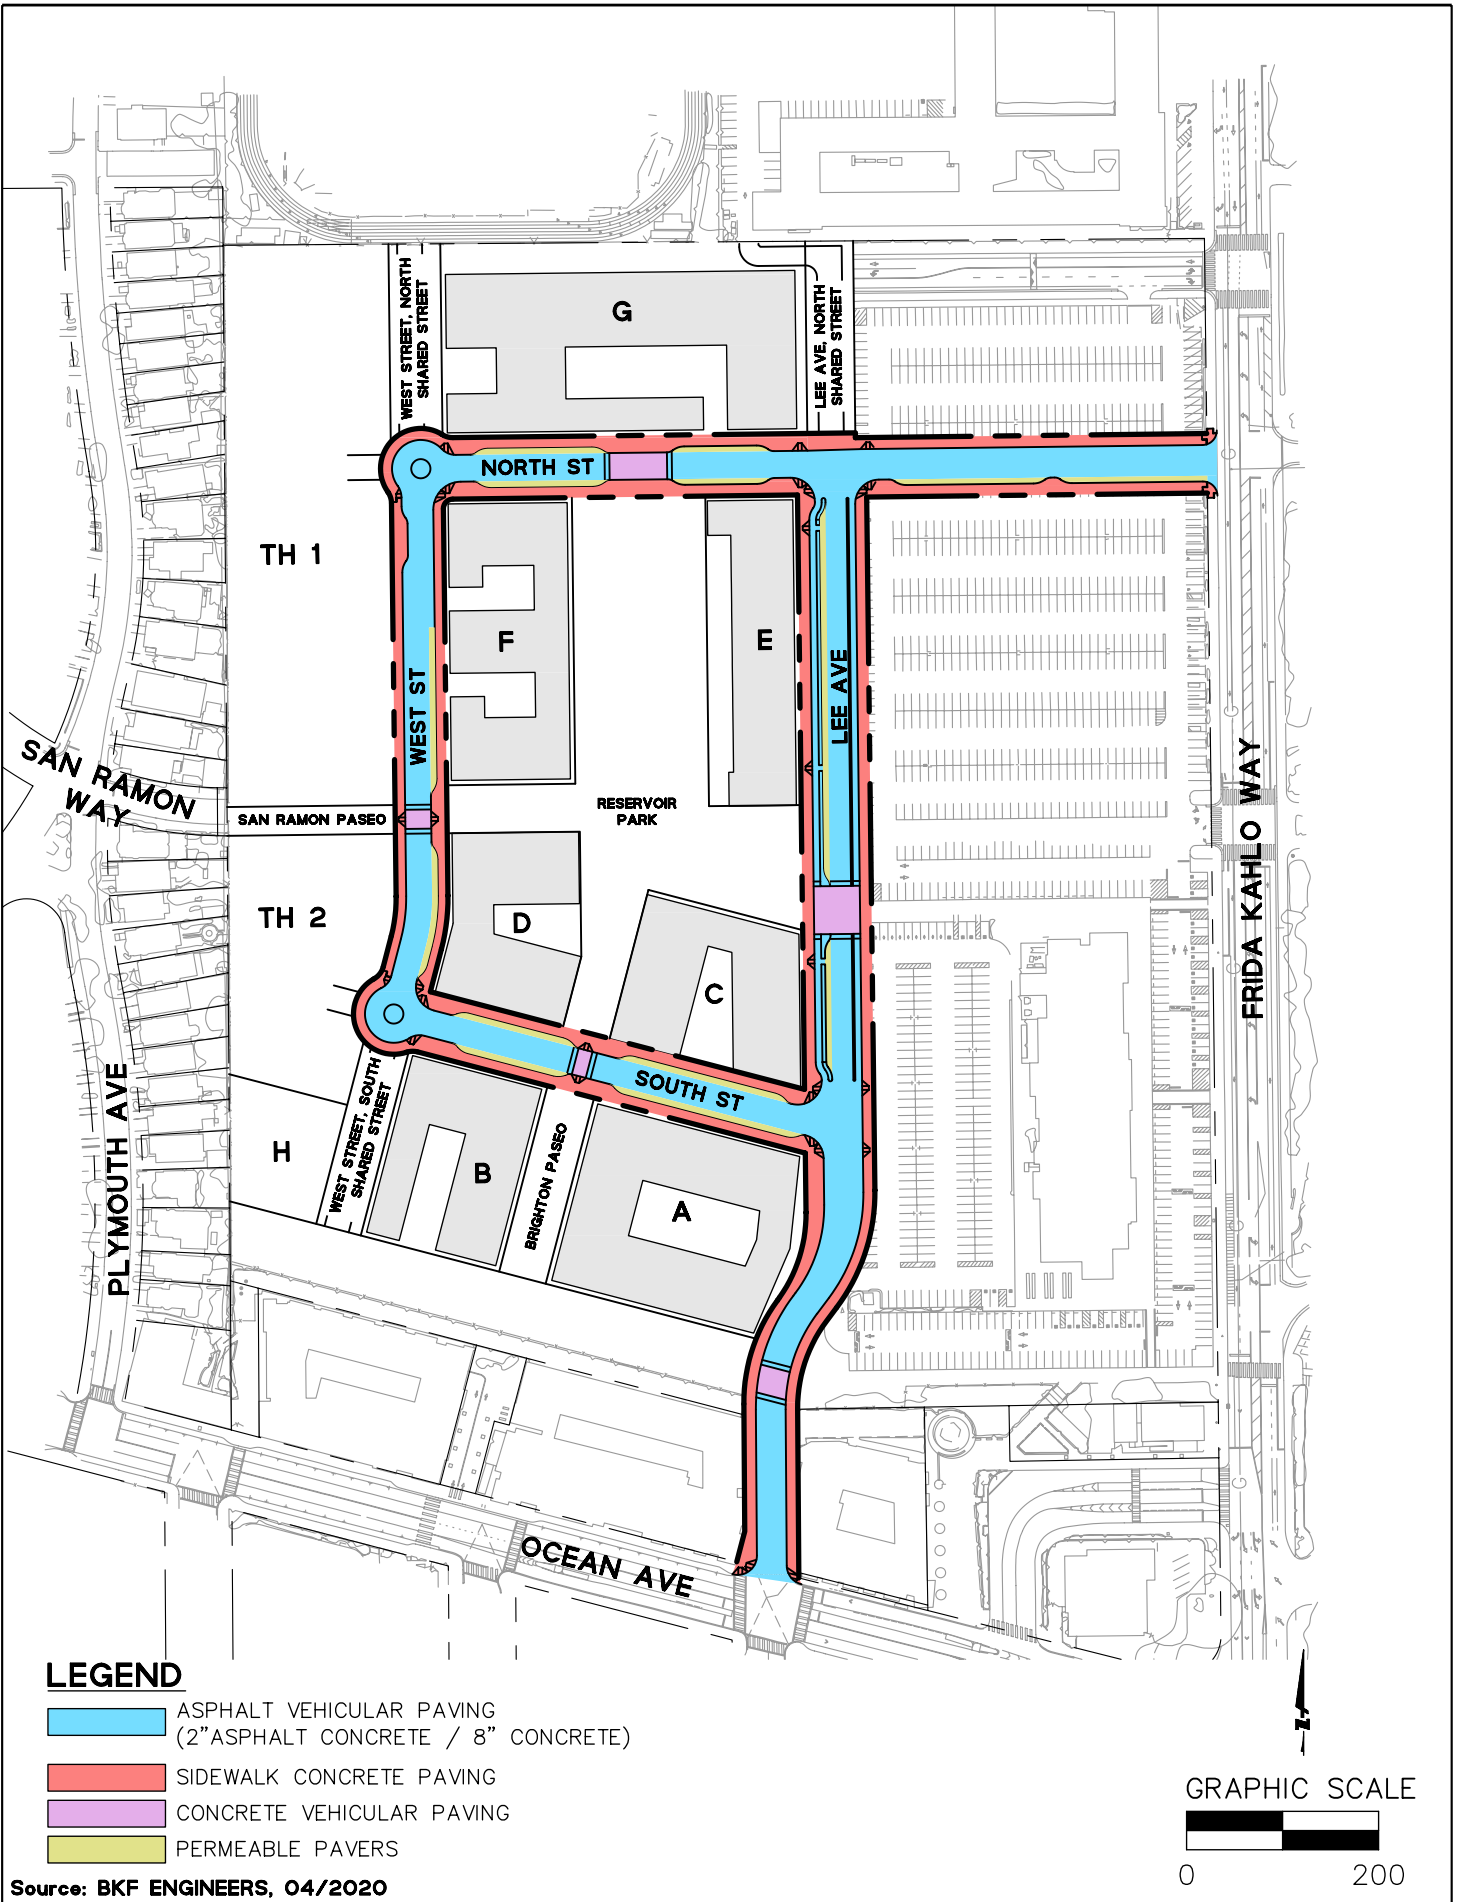 G
WEST STREET, NORTH
SHARED STREET
LEE AVE, NORTH
SHARED STREET
NORTH ST
TH 1
F
E
WEST ST
LEE AVE
SAN RAMON
WAY
SAN RAMON PASEO
RESERVOIR
PARK
FRIDA KAHLO WAY
TH 2
D
C
SOUTH ST
PLYMOUTH AVE
WEST STREET, SOUTH
SHARED STREET
H
B
BRIGHTON PASEO
A
OCEAN AVE
LEGEND
ASPHALT VEHICULAR PAVING
(2"ASPHALT CONCRETE / 8" CONCRETE)
SIDEWALK CONCRETE PAVING
CONCRETE VEHICULAR PAVING
PERMEABLE PAVERS
Source: BKF ENGINEERS, 04/2020
GRAPHIC SCALE
0 200